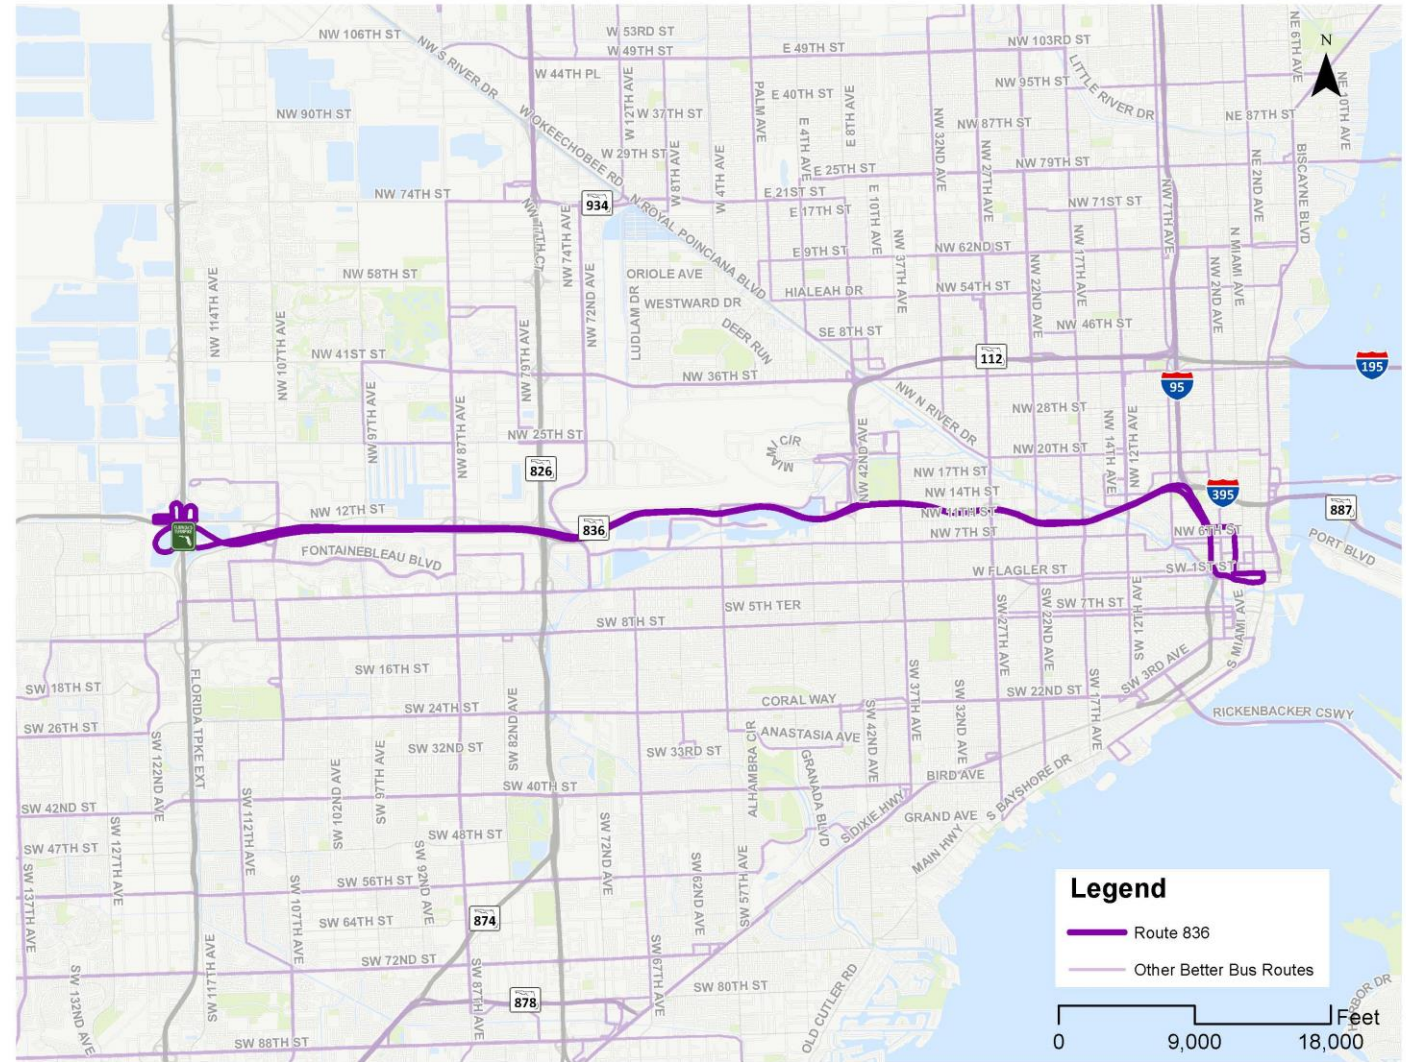 W 53RD ST
NW 106TH ST
W 49TH ST
E 49TH ST
NW 103RD ST
NE 6TH AVE
N
NW S RIVER DR
W 44TH PL
LITTLE RIVER DR
NW 95TH ST
W 12TH AVE
PALM AVE
E 40TH ST
E 8TH AVE
NE 10TH AVE
NW 90TH ST
W OKEECHOBEE RD
W 37TH ST
NW 32ND AVE
NW 87TH ST
NE 87TH ST
E 4TH AVE
W 29TH ST
W 8TH AVE
W 4TH AVE
E 25TH ST
NW 27TH AVE
NW 79TH ST
NE 2ND AVE
BISCAYNE BLVD
NW 74TH ST
934
E 21ST ST
E 10TH AVE
NW 71ST ST
NW 7TH AVE
N ROYAL POINCIANA BLVD
E 17TH ST
NW 77TH CT
NW 74TH AVE
NW 37TH AVE
NW 62ND ST
NW 17TH AVE
N MIAMI AVE
E 9TH ST
NW 114TH AVE
NW 58TH ST
ORIOLE AVE
NW 72ND AVE
HIALEAH DR
NW 54TH ST
NW 22ND AVE
NW 2ND AVE
WESTWARD DR
LUDLAM DR
DEER RUN
SE 8TH ST
NW 46TH ST
NW 107TH AVE
NW 79TH AVE
NW 41ST ST
112
195
NW 36TH ST
95
NW N RIVER DR
NW 97TH AVE
NW 87TH AVE
NW 28TH ST
NW 14TH AVE
NW 12TH AVE
NW 25TH ST
MIAMI CIR
NW 42ND AVE
NW 20TH ST
826
NW 17TH ST
NW 14TH ST
395
NW 12TH ST
NW 11TH ST
887
836
NW 7TH ST
NW 6TH ST
PORT BLVD
FONTAINEBLEAU BLVD
W FLAGLER ST
SW 1ST ST
SW 5TH TER
SW 7TH ST
SW 12TH AVE
SW 8TH ST
SW 27TH AVE
SW 22ND AVE
S MIAMI AVE
SW 16TH ST
SW 37TH AVE
SW 3RD AVE
SW 18TH ST
FLORIDA TPKE EXT
SW 22ND ST
SW 17TH AVE
CORAL WAY
SW 24TH ST
SW 82ND AVE
SW 32ND AVE
RICKENBACKER CSWY
SW 26TH ST
SW 42ND AVE
ANASTASIA AVE
SW 122ND AVE
SW 32ND ST
SW 33RD ST
ALHAMBRA CIR
SW 97TH AVE
SW 102ND AVE
GRANADA BLVD
BIRD AVE
S BAYSHORE DR
SW 40TH ST
SW 42ND ST
SW 112TH AVE
S DIXIE HWY
GRAND AVE
SW 127TH AVE
SW 48TH ST
SW 72ND AVE
MAIN HWY
SW 47TH ST
SW 92ND AVE
SW 62ND AVE
SW 57TH AVE
SW 137TH AVE
SW 56TH ST
SW 107TH AVE
SW 64TH ST
874
SW 117TH AVE
SW 67TH AVE
SW 72ND ST
SW 87TH AVE
SW 132ND AVE
SW 80TH ST
878
OLD CUTLER RD
SW 88TH ST
Legend
Route 836
Other Better Bus Routes
HARBOR DR
Feet
0 9,000 18,000